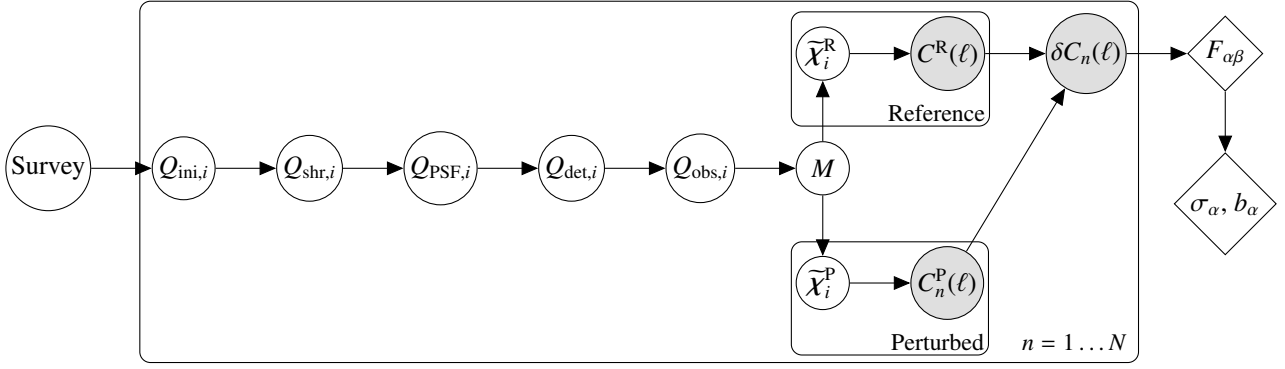 Survey
Q_ini,i
Q_shr,i
Q_PSF,i
Q_det,i
Q_obs,i
M
χ̃_i^R
C^R(ℓ)
Reference
χ̃_i^P
C_n^P(ℓ)
Perturbed
δC_n(ℓ)
n = 1 … N
F_αβ
σ_α, b_α